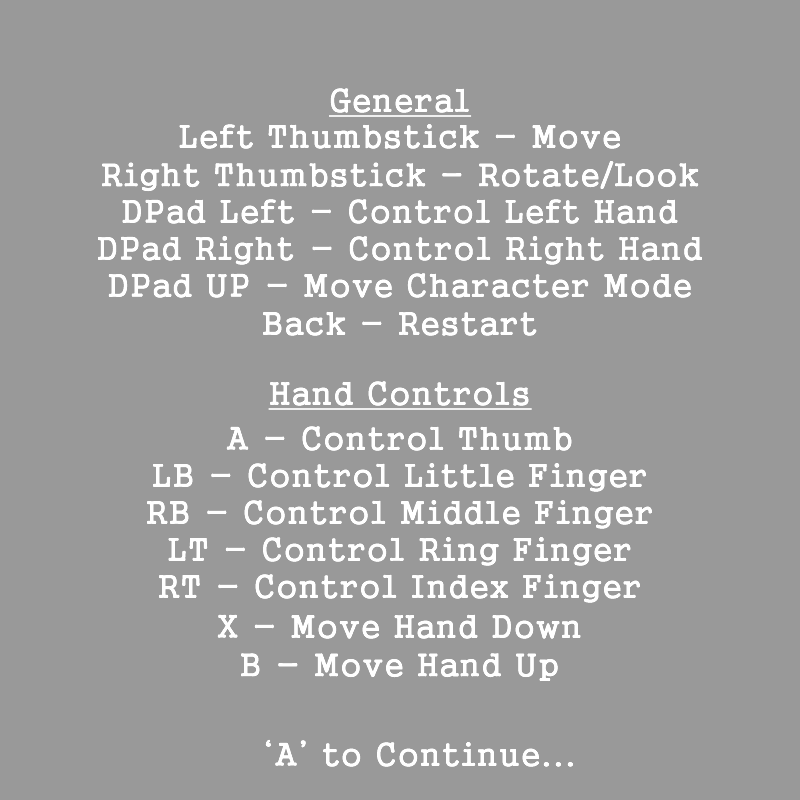 General
Left Thumbstick – Move
Right Thumbstick – Rotate/Look
DPad Left – Control Left Hand
DPad Right – Control Right Hand
DPad UP – Move Character Mode
Back – Restart
Hand Controls
A – Control Thumb
LB – Control Little Finger
RB – Control Middle Finger
LT – Control Ring Finger
RT – Control Index Finger
X – Move Hand Down
B – Move Hand Up
‘A’ to Continue...